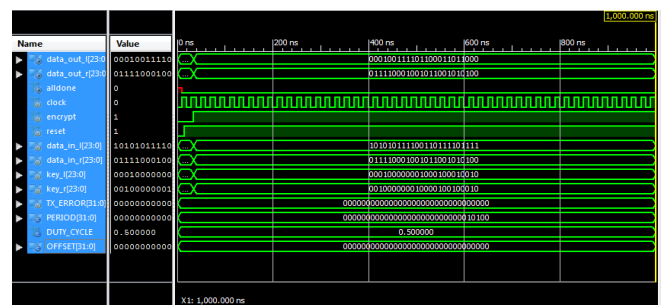 1,000.000 ns
Name Value 0 ns 200 ns 400 ns 600 ns 800 ns
data_out_l[23:0 00010011110 ... 000100111101100011011000
data_out_r[23:0 01111000100 ... 011110001001011001010100
alldone 0
clock 0
encrypt 1
reset 1
data_in_l[23:0] 10101011110 ... 101010111100110111101111
data_in_r[23:0] 01111000100 ... 011110001001011001010100
key_l[23:0] 00010000000 000100000001000100010010
key_r[23:0] 00100000001 001000000010000100100010
TX_ERROR[31:0] 00000000000 00000000000000000000000000000000
PERIOD[31:0] 00000000000 00000000000000000000000000010100
DUTY_CYCLE 0.500000 0.500000
OFFSET[31:0] 00000000000 00000000000000000000000000000000
X1: 1,000.000 ns